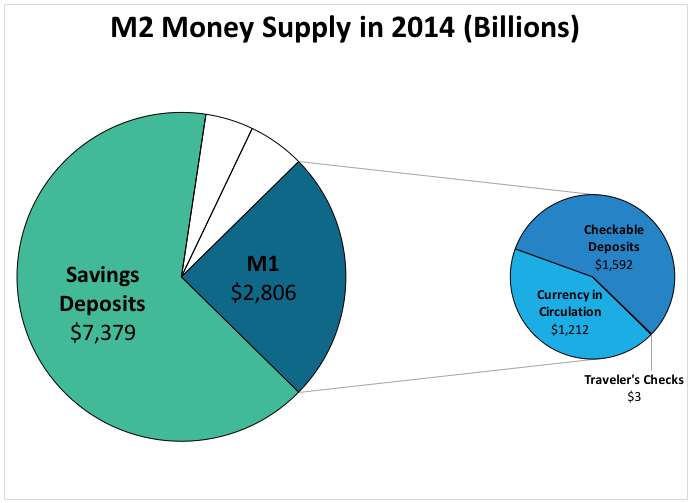 M2 Money Supply in 2014 (Billions)
Savings
Deposits
$7,379
M1
$2,806
Checkable
Deposits
$1,592
Currency in
Circulation
$1,212
Traveler's Checks
$3